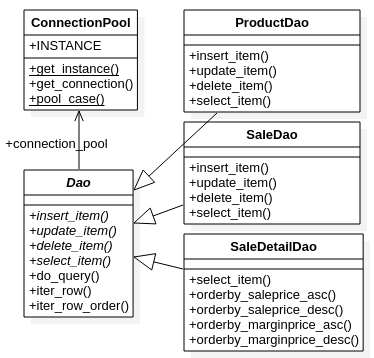 ConnectionPool
+INSTANCE
+get_instance()
+get_connection()
+pool_case()
+connection_pool
Dao
+insert_item()
+update_item()
+delete_item()
+select_item()
+do_query()
+iter_row()
+iter_row_order()
ProductDao
+insert_item()
+update_item()
+delete_item()
+select_item()
SaleDao
+insert_item()
+update_item()
+delete_item()
+select_item()
SaleDetailDao
+select_item()
+orderby_saleprice_asc()
+orderby_saleprice_desc()
+orderby_marginprice_asc()
+orderby_marginprice_desc()